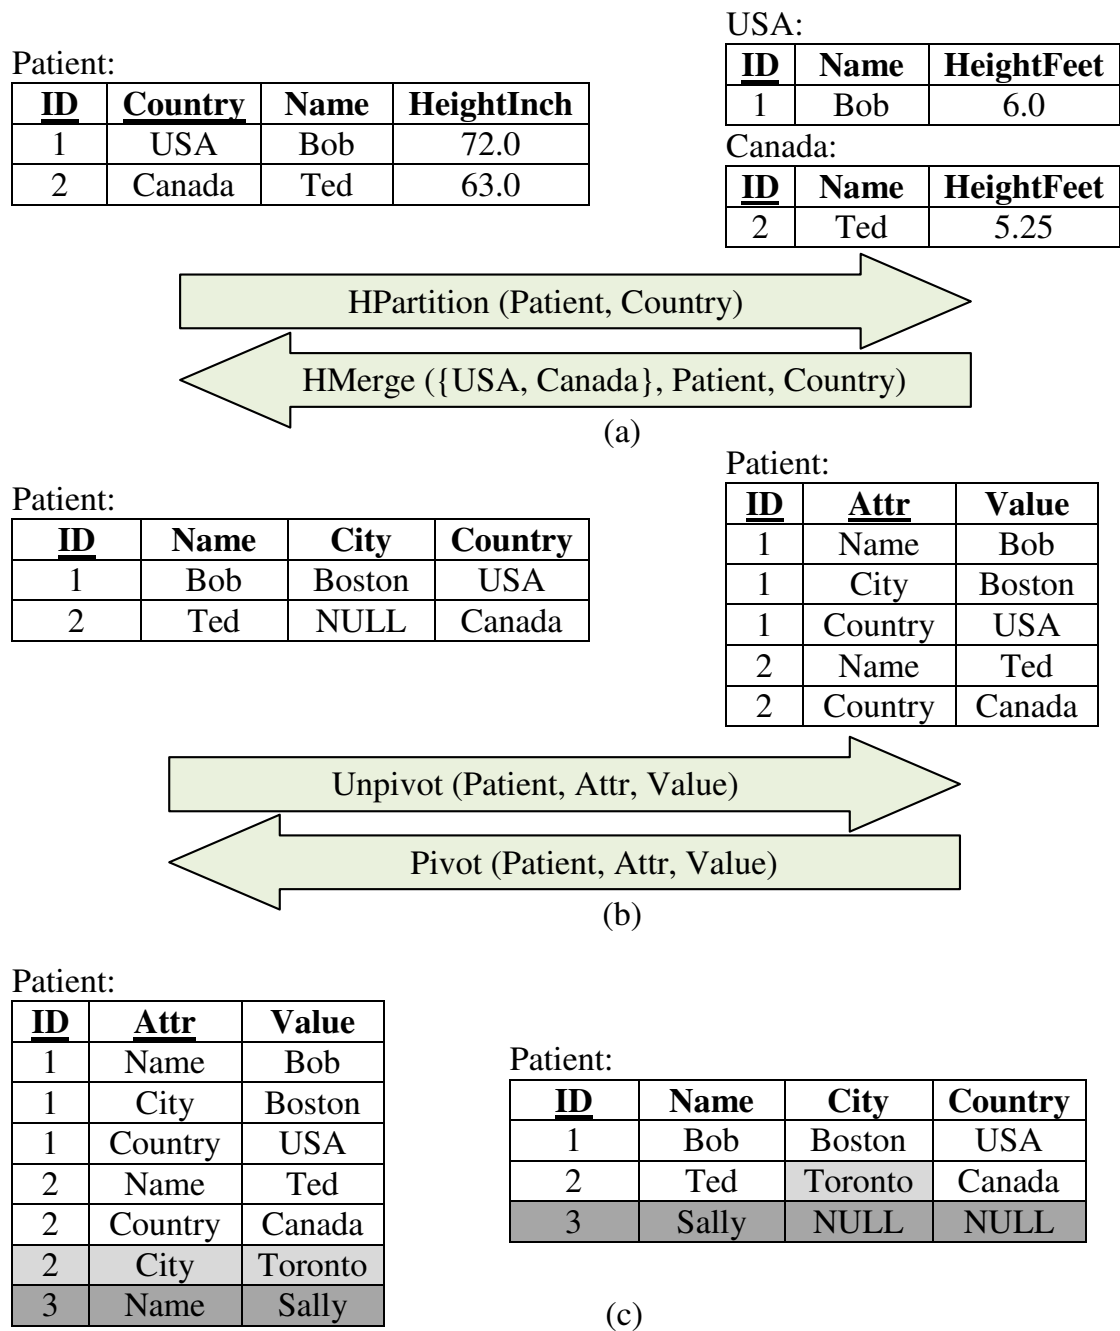 Patient:
ID Country Name HeightInch
1 USA Bob 72.0
2 Canada Ted 63.0
USA:
ID Name HeightFeet
1 Bob 6.0
Canada:
ID Name HeightFeet
2 Ted 5.25
HPartition (Patient, Country)
HMerge ({USA, Canada}, Patient, Country)
(a)
Patient:
ID Name City Country
1 Bob Boston USA
2 Ted NULL Canada
Patient:
ID Attr Value
1 Name Bob
1 City Boston
1 Country USA
2 Name Ted
2 Country Canada
Unpivot (Patient, Attr, Value)
Pivot (Patient, Attr, Value)
(b)
Patient:
ID Attr Value
1 Name Bob
1 City Boston
1 Country USA
2 Name Ted
2 Country Canada
2 City Toronto
3 Name Sally
Patient:
ID Name City Country
1 Bob Boston USA
2 Ted Toronto Canada
3 Sally NULL NULL
(c)